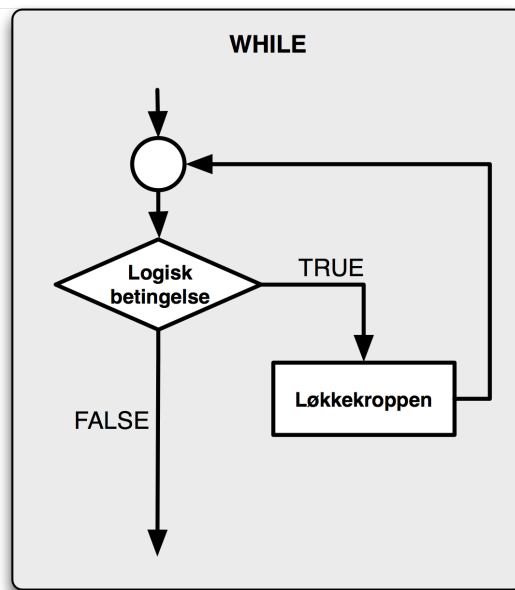 WHILE
Logisk
betingelse
TRUE
Løkkekroppen
FALSE